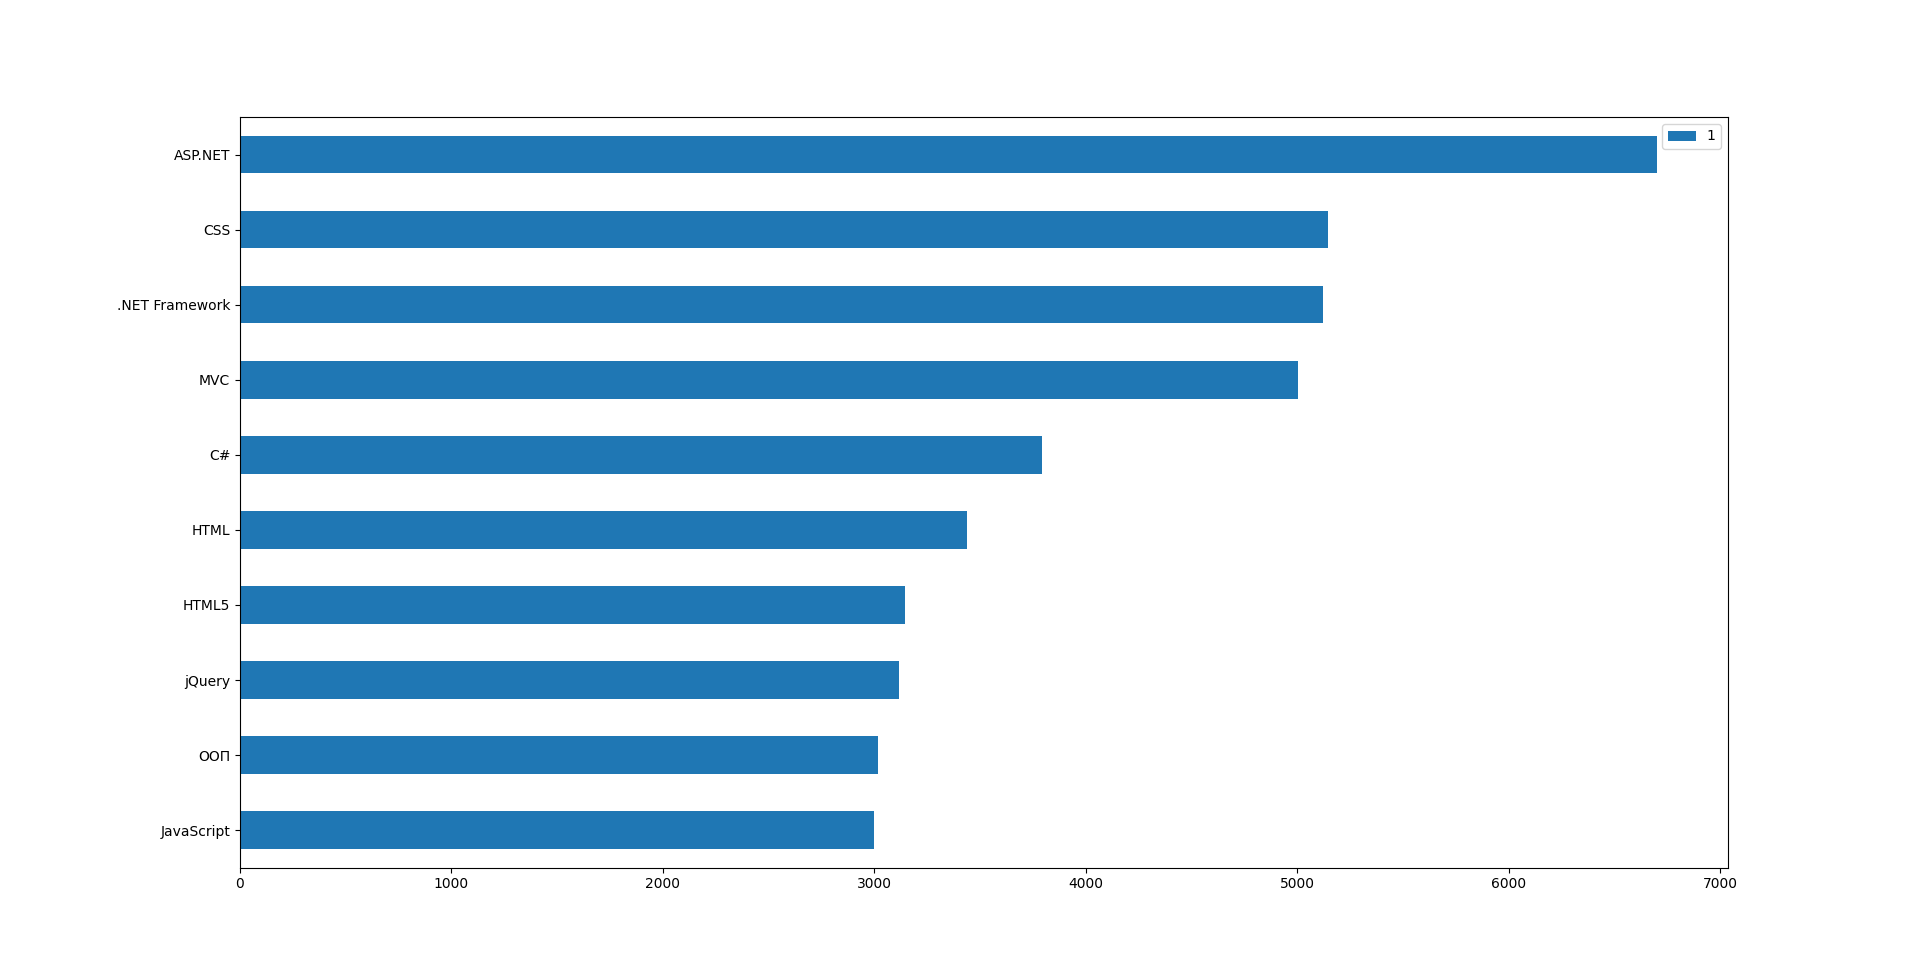 1
ASP.NET
CSS
.NET Framework
MVC
C#
HTML
HTML5
jQuery
ООП
JavaScript
0 1000 2000 3000 4000 5000 6000 7000